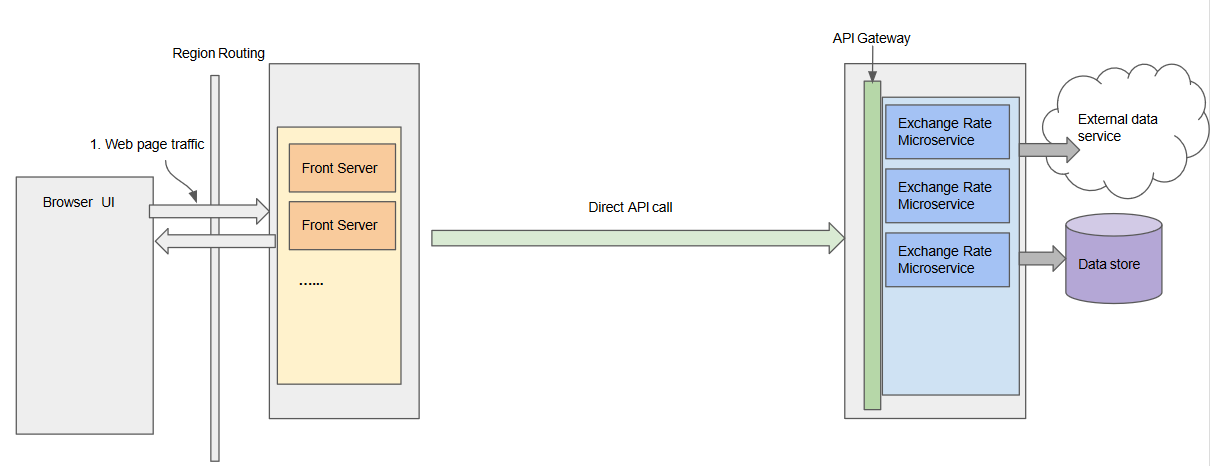 Region Routing
API Gateway
1. Web page traffic
Browser UI
Front Server
Front Server
…...
Direct API call
Exchange Rate
Microservice
Exchange Rate
Microservice
Exchange Rate
Microservice
External data
service
Data store